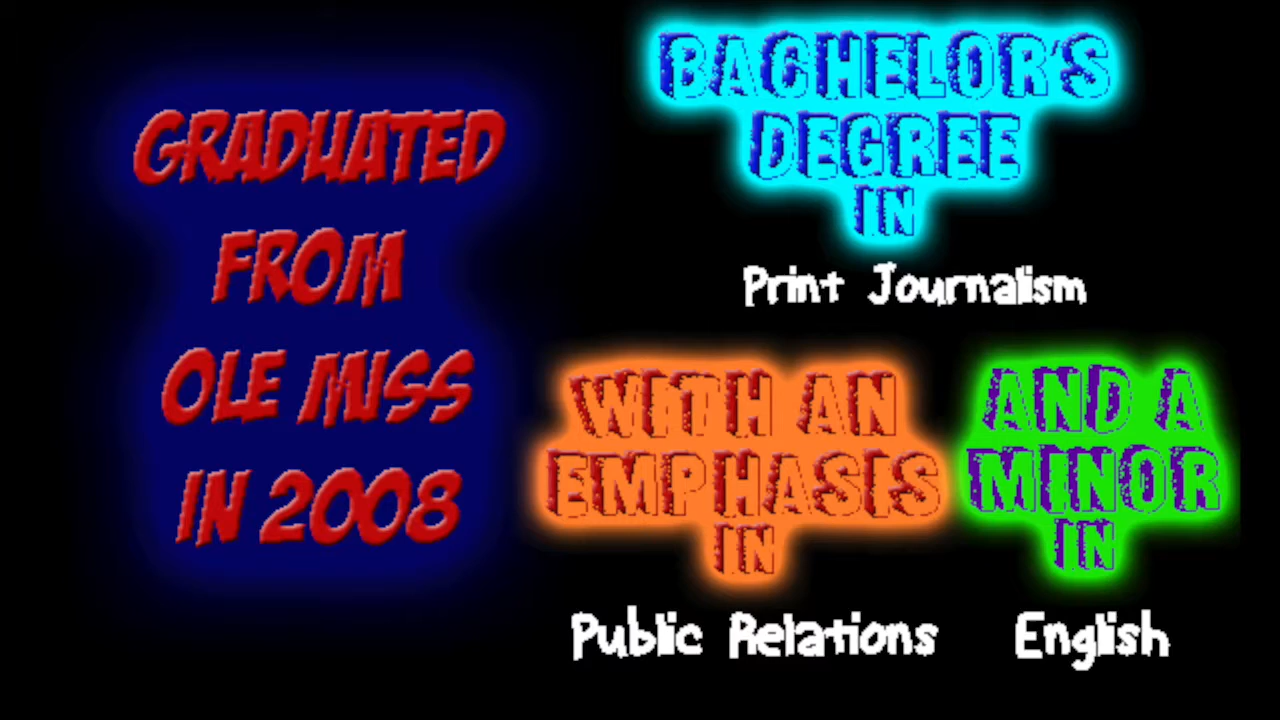 GRADUATED
FROM
OLE MISS
IN 2008
BACHELOR'S
DEGREE
IN
Print Journalism
WITH AN
EMPHASIS
IN
Public Relations
AND A
MINOR
IN
English